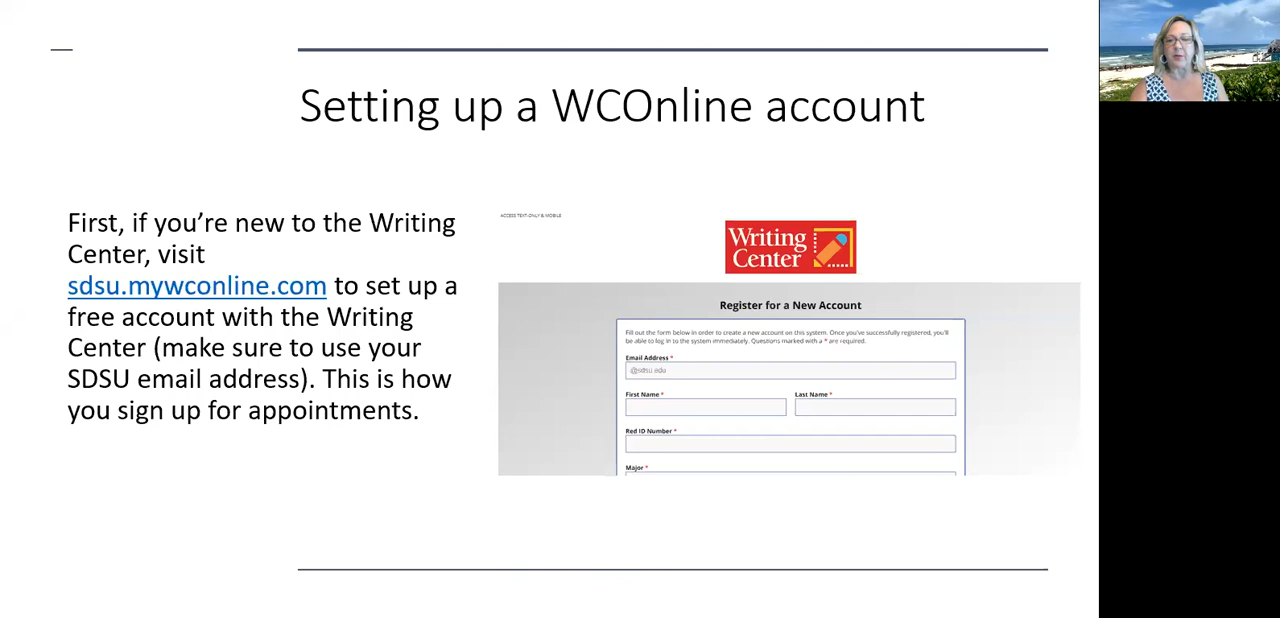 Setting up a WCOnline account
First, if you’re new to the Writing
Center, visit
sdsu.mywconline.com to set up a
free account with the Writing
Center (make sure to use your
SDSU email address). This is how
you sign up for appointments.
ACCESS TEXT-ONLY & MOBILE
Writing
Center
Register for a New Account
Fill out the form below in order to create a new account on this system. Once you've successfully registered, you'll
be able to log in to the system immediately. Questions marked with a * are required.
Email Address *
@sdsu.edu
First Name * Last Name *
Red ID Number *
Major *